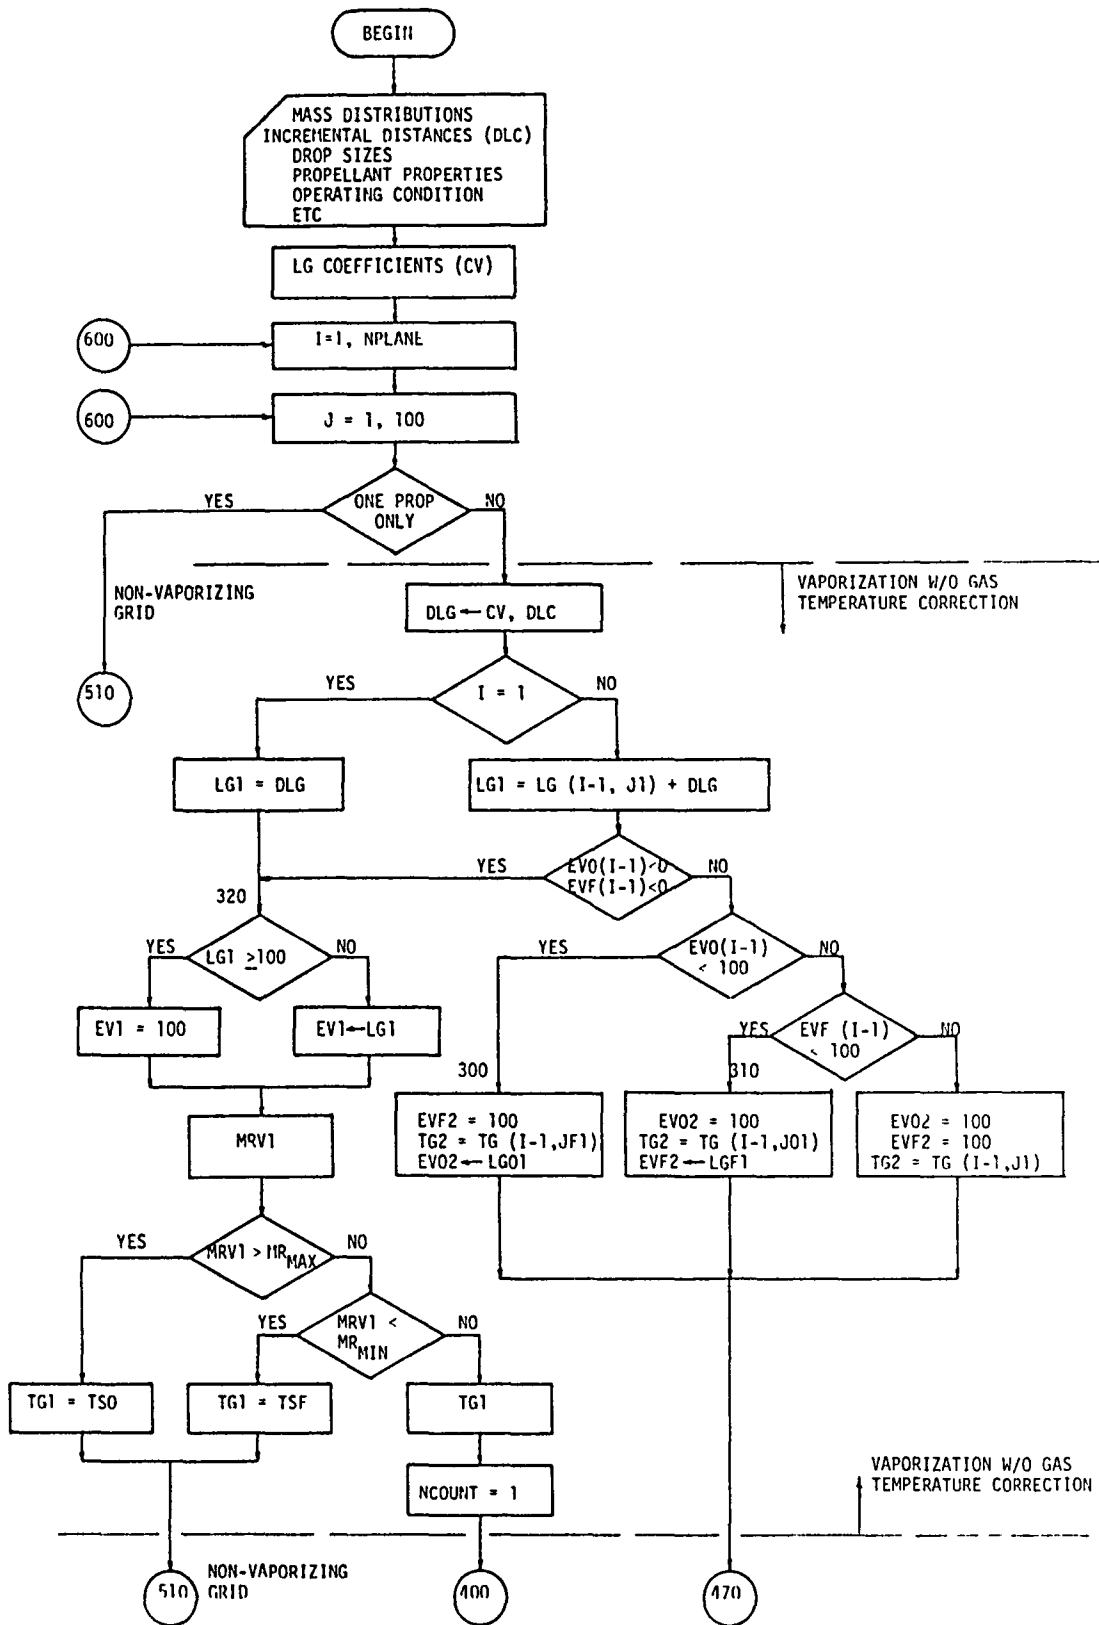 BEGIN
MASS DISTRIBUTIONS
INCREMENTAL DISTANCES (DLC)
DROP SIZES
PROPELLANT PROPERTIES
OPERATING CONDITION
ETC
LG COEFFICIENTS (CV)
600
I=1, NPLANE
600
J = 1, 100
YES
ONE PROP
ONLY
NO
NON-VAPORIZING
GRID
VAPORIZATION W/O GAS
TEMPERATURE CORRECTION
DLG ← CV, DLC
510
YES
I = 1
NO
LG1 = DLG
LG1 = LG (I-1, J1) + DLG
YES
EVO(I-1)<0
EVF(I-1)<0
NO
320
YES
LG1 ≥100
NO
YES
EVO(I-1)
< 100
NO
EV1 = 100
EV1←LG1
YES
EVF (I-1)
< 100
NO
300
310
EVF2 = 100
TG2 = TG (I-1,JF1)
EVO2 ← LGO1
EVO2 = 100
TG2 = TG (I-1,JO1)
EVF2 ← LGF1
EVO2 = 100
EVF2 = 100
TG2 = TG (I-1,J1)
MRV1
YES
MRV1 > MRMAX
NO
YES
MRV1 <
MRMIN
NO
TG1 = TSO
TG1 = TSF
TG1
NCOUNT = 1
VAPORIZATION W/O GAS
TEMPERATURE CORRECTION
510
NON-VAPORIZING
GRID
400
470